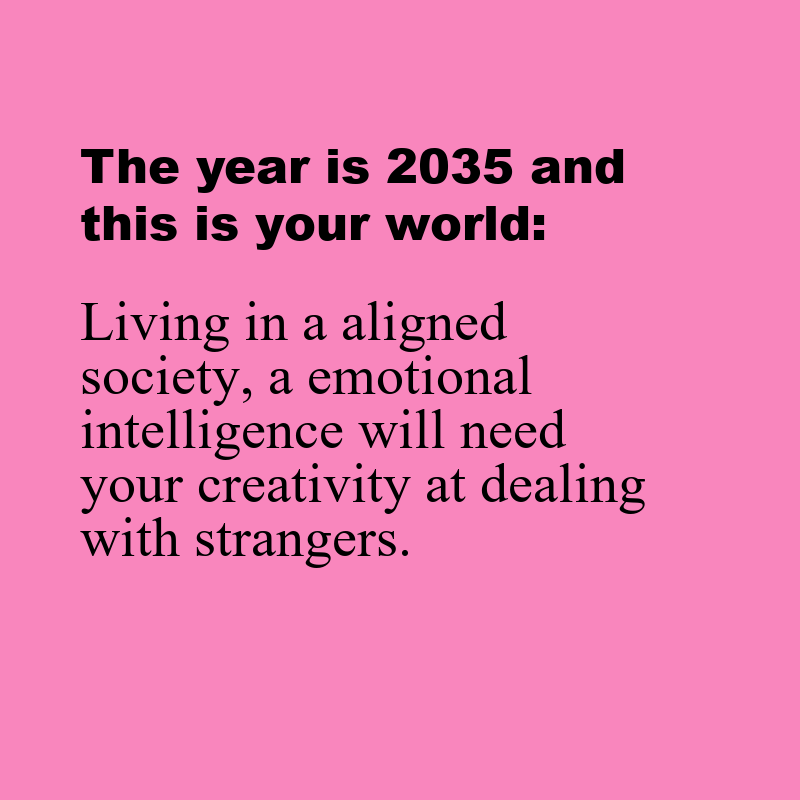 The year is 2035 and
this is your world:
Living in a aligned
society, a emotional
intelligence will need
your creativity at dealing
with strangers.